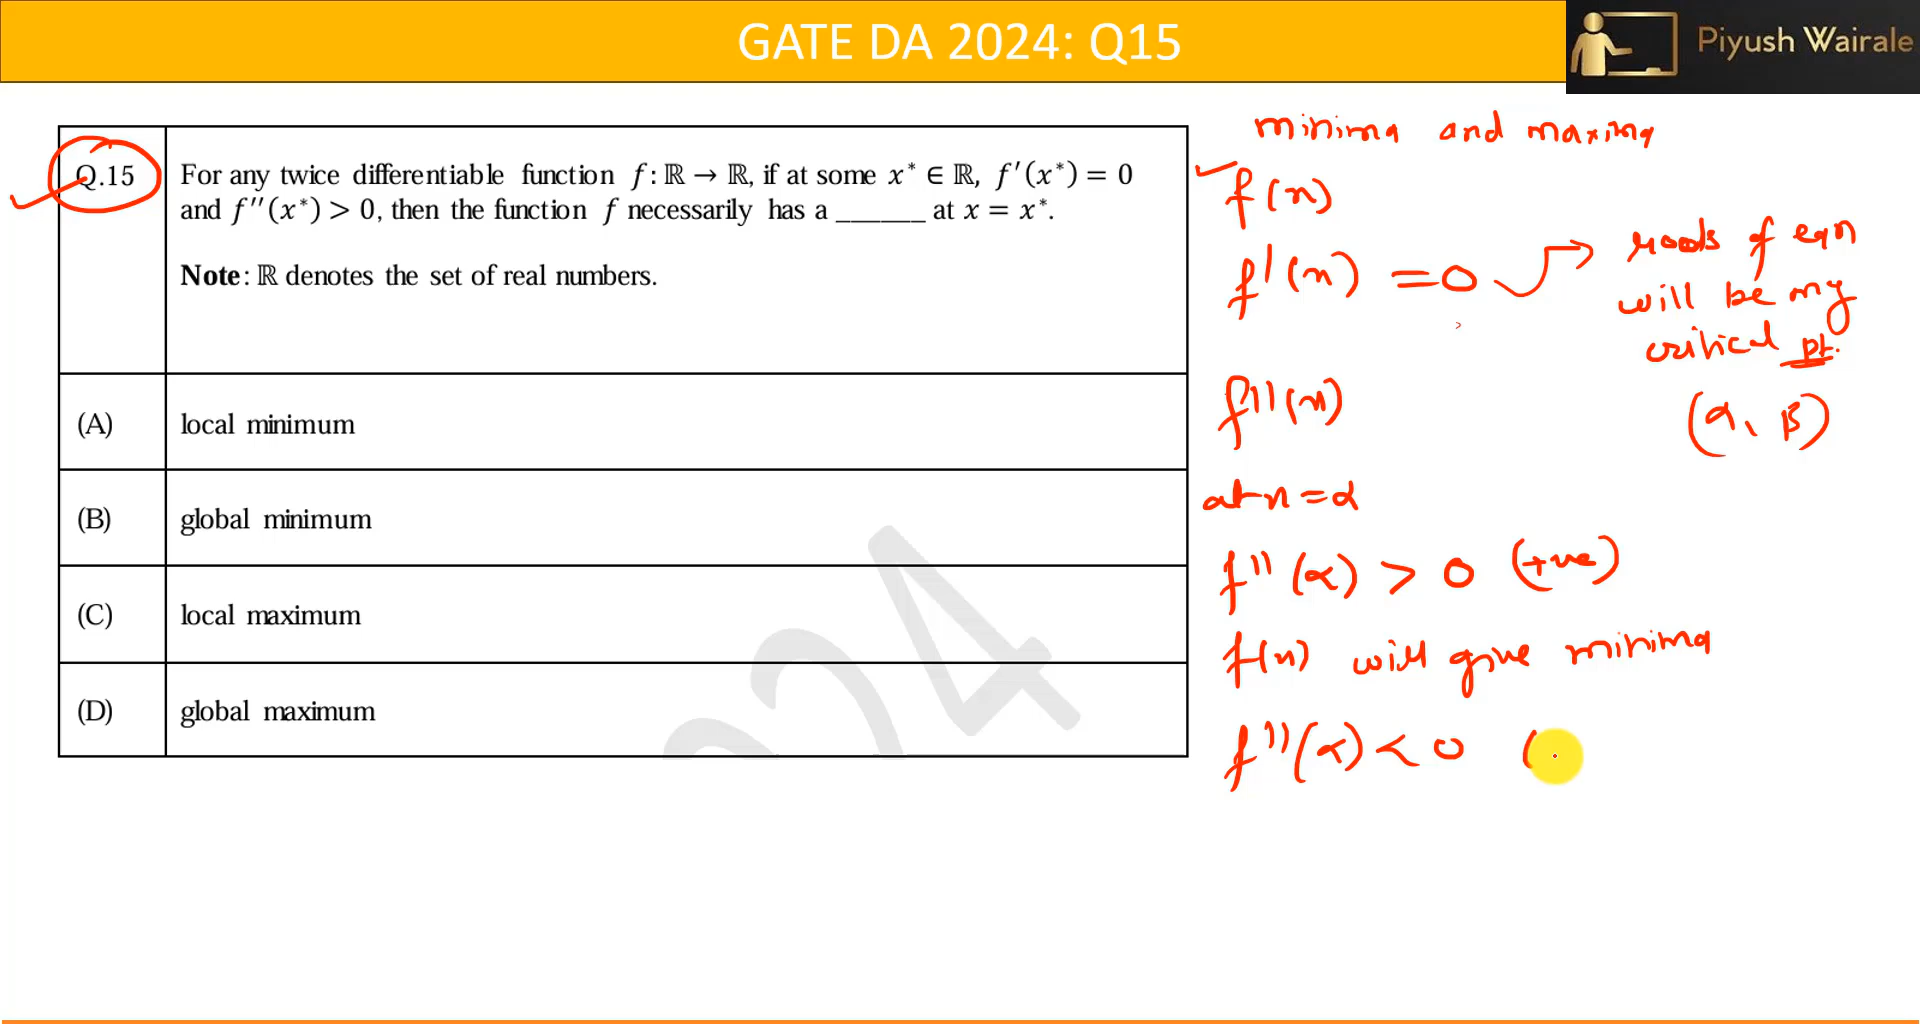 GATE DA 2024: Q15
Piyush Wairale
Q.15
For any twice differentiable function f: ℝ → ℝ, if at some x* ∈ ℝ, f′(x*) = 0
and f′′(x*) > 0, then the function f necessarily has a ______ at x = x*.
Note: ℝ denotes the set of real numbers.
(A) local minimum
(B) global minimum
(C) local maximum
(D) global maximum
24
minima and maxima
f(x)
f'(x) = 0
roots of eqn
will be my
critical pt.
(α, β)
f''(x)
at x = α
f''(α) > 0 (+ve)
f(x) will give minima
f''(α) < 0 (